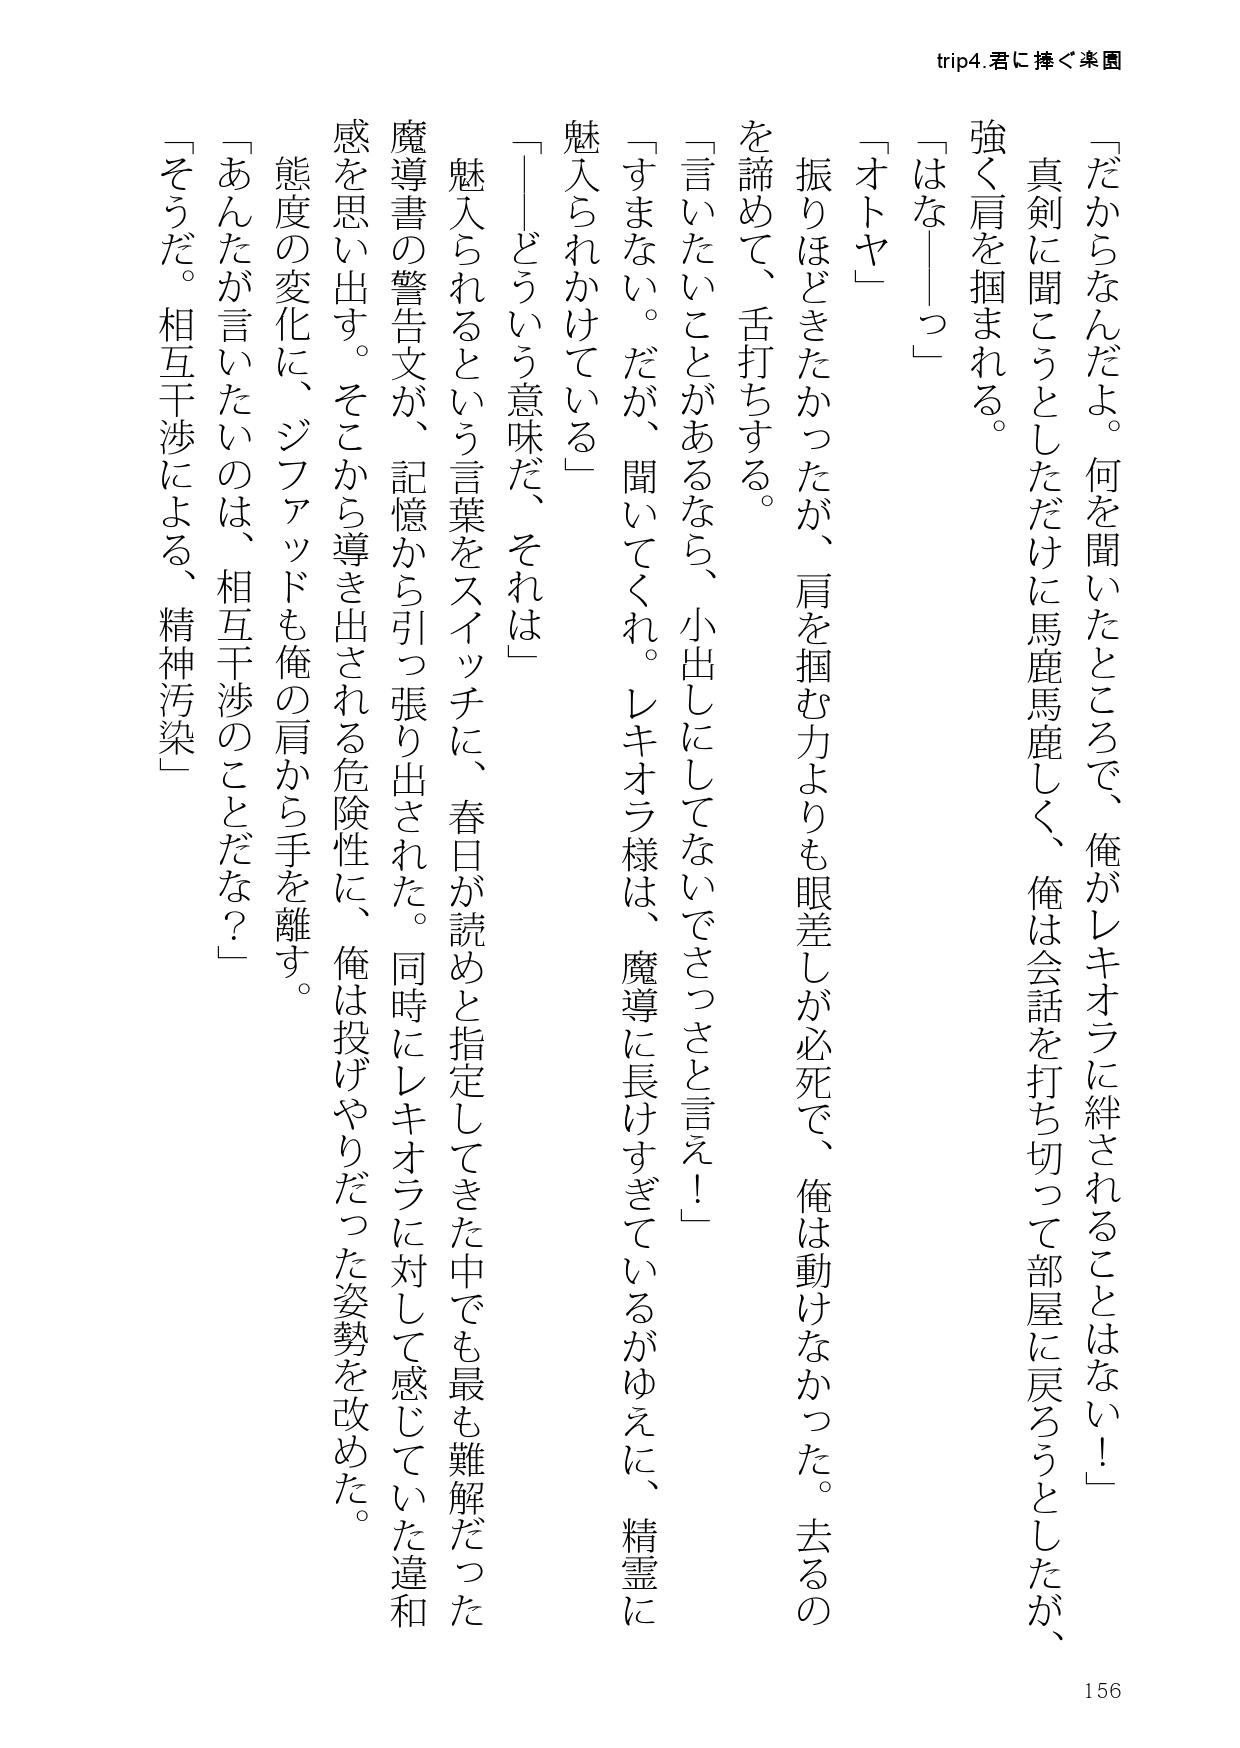 trip4.君に捧ぐ楽園
「だからなんだよ。何を聞いたところで、俺がレキオラに絆されることはない！」
真剣に聞こうとしただけに馬鹿馬鹿しく、俺は会話を打ち切って部屋に戻ろうとしたが、
強く肩を掴まれる。
「はな――っ」
「オトヤ」
振りほどきたかったが、肩を掴む力よりも眼差しが必死で、俺は動けなかった。去るの
を諦めて、舌打ちする。
「言いたいことがあるなら、小出しにしてないでさっさと言え！」
「すまない。だが、聞いてくれ。レキオラ様は、魔導に長けすぎているがゆえに、精霊に
魅入られかけている」
「――どういう意味だ、それは」
魅入られるという言葉をスイッチに、春日が読めと指定してきた中でも最も難解だった
魔導書の警告文が、記憶から引っ張り出された。同時にレキオラに対して感じていた違和
感を思い出す。そこから導き出される危険性に、俺は投げやりだった姿勢を改めた。
態度の変化に、ジファッドも俺の肩から手を離す。
「あんたが言いたいのは、相互干渉のことだな？」
「そうだ。相互干渉による、精神汚染」
156